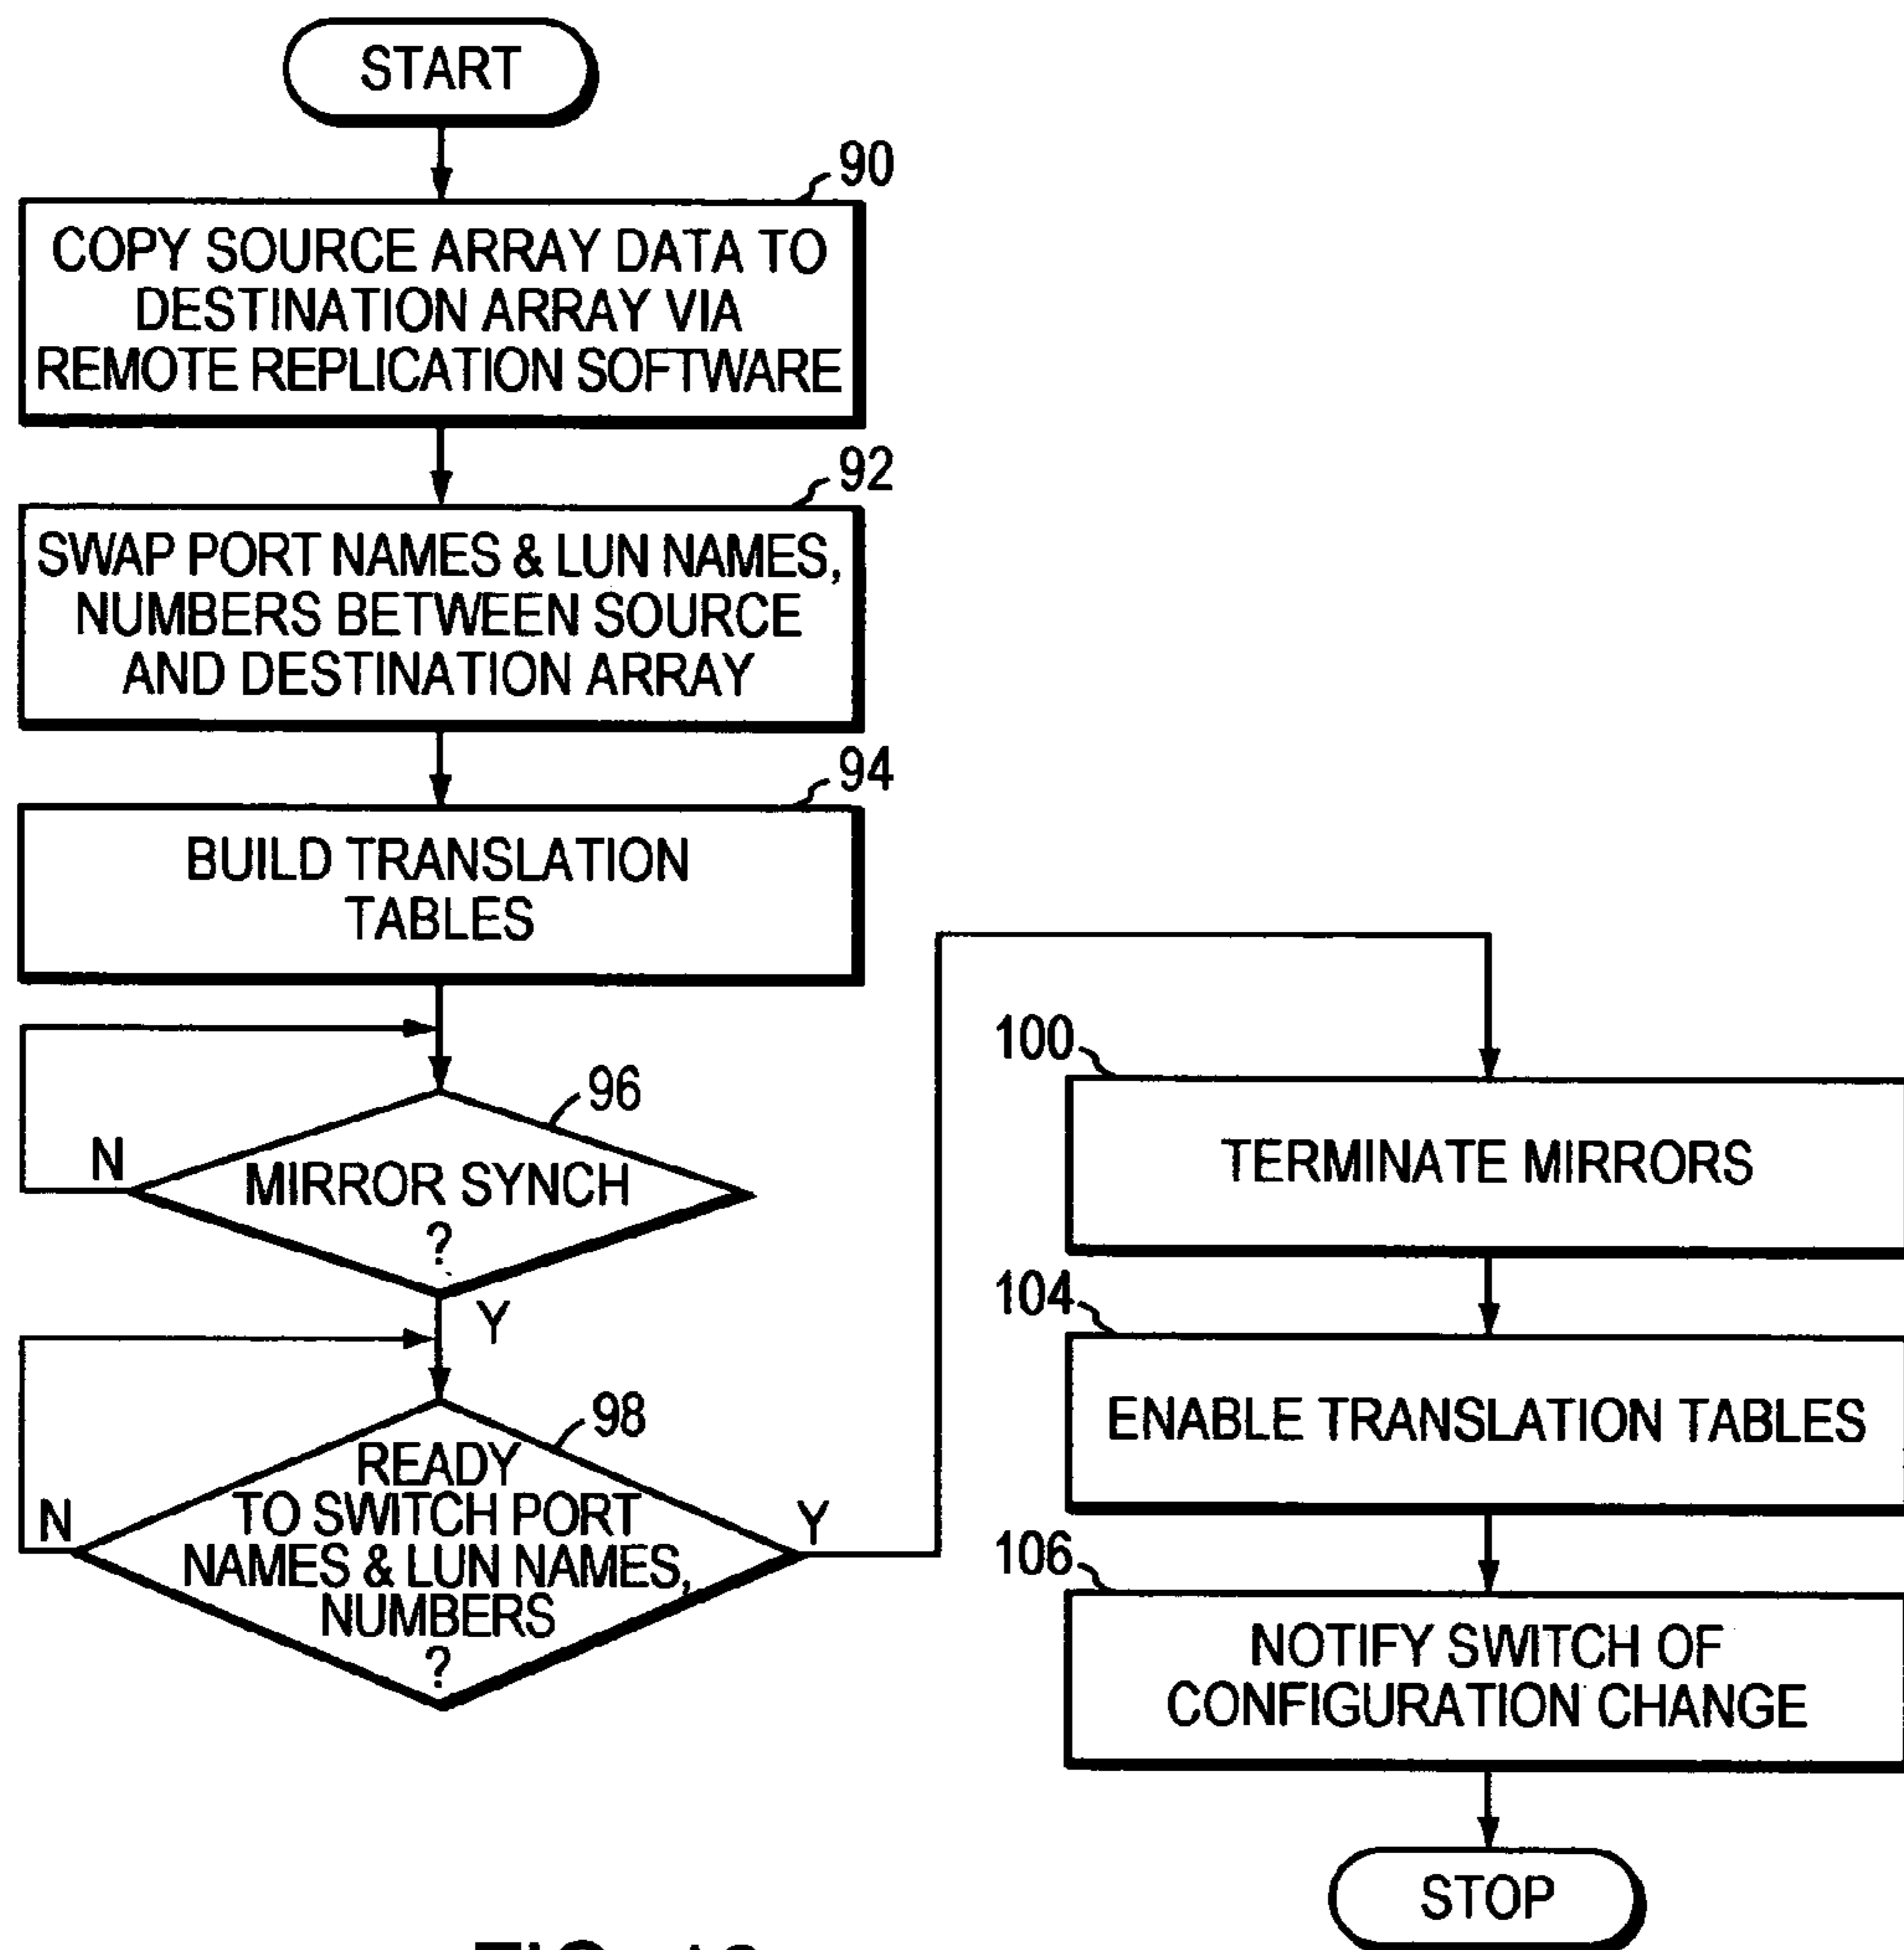 START
90
COPY SOURCE ARRAY DATA TO
DESTINATION ARRAY VIA
REMOTE REPLICATION SOFTWARE
92
SWAP PORT NAMES & LUN NAMES,
NUMBERS BETWEEN SOURCE
AND DESTINATION ARRAY
94
BUILD TRANSLATION
TABLES
96
N
MIRROR SYNCH
?
Y
98
READY
TO SWITCH PORT
NAMES & LUN NAMES,
NUMBERS
?
N
Y
100
TERMINATE MIRRORS
104
ENABLE TRANSLATION TABLES
106
NOTIFY SWITCH OF
CONFIGURATION CHANGE
STOP